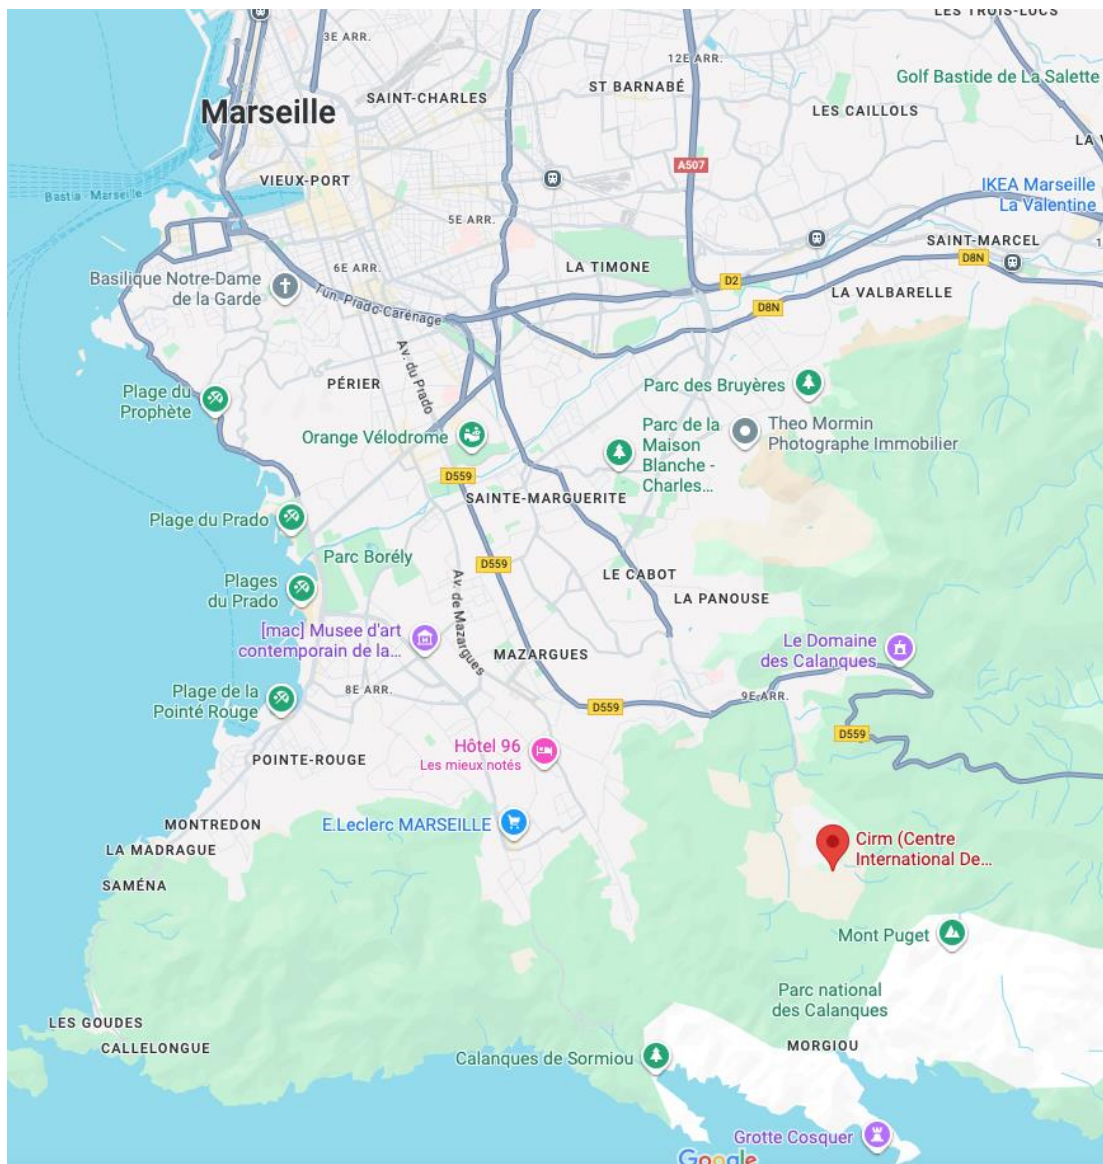 LES TROIS-LUCS
3E ARR.
12E ARR.
Golf Bastide de La Salette
ST BARNABÉ
SAINT-CHARLES
LES CAILLOLS
Marseille
LA V
A507
VIEUX-PORT
IKEA Marseille
La Valentine
Bastia - Marseille
5E ARR.
SAINT-MARCEL
D8N
6E ARR.
LA TIMONE
Basilique Notre-Dame
de la Garde
D2
LA VALBARELLE
Tun. Prado-Carénage
D8N
Av. du Prado
PÉRIER
Parc des Bruyères
Plage du
Prophète
Theo Mormin
Photographe Immobilier
Parc de la
Maison
Blanche -
Charles...
Orange Vélodrome
D559
SAINTE-MARGUERITE
Plage du Prado
Parc Borély
D559
LE CABOT
Plages
du Prado
Av. de Mazargues
LA PANOUSE
[mac] Musee d'art
contemporain de la...
MAZARGUES
Le Domaine
des Calanques
Plage de la
Pointé Rouge
8E ARR.
9E ARR.
D559
D559
Hôtel 96
Les mieux notés
POINTE-ROUGE
MONTREDON
E.Leclerc MARSEILLE
LA MADRAGUE
Cirm (Centre
International De...
SAMÉNA
Mont Puget
Parc national
des Calanques
LES GOUDES
CALLELONGUE
MORGIOU
Calanques de Sormiou
Grotte Cosquer
Google